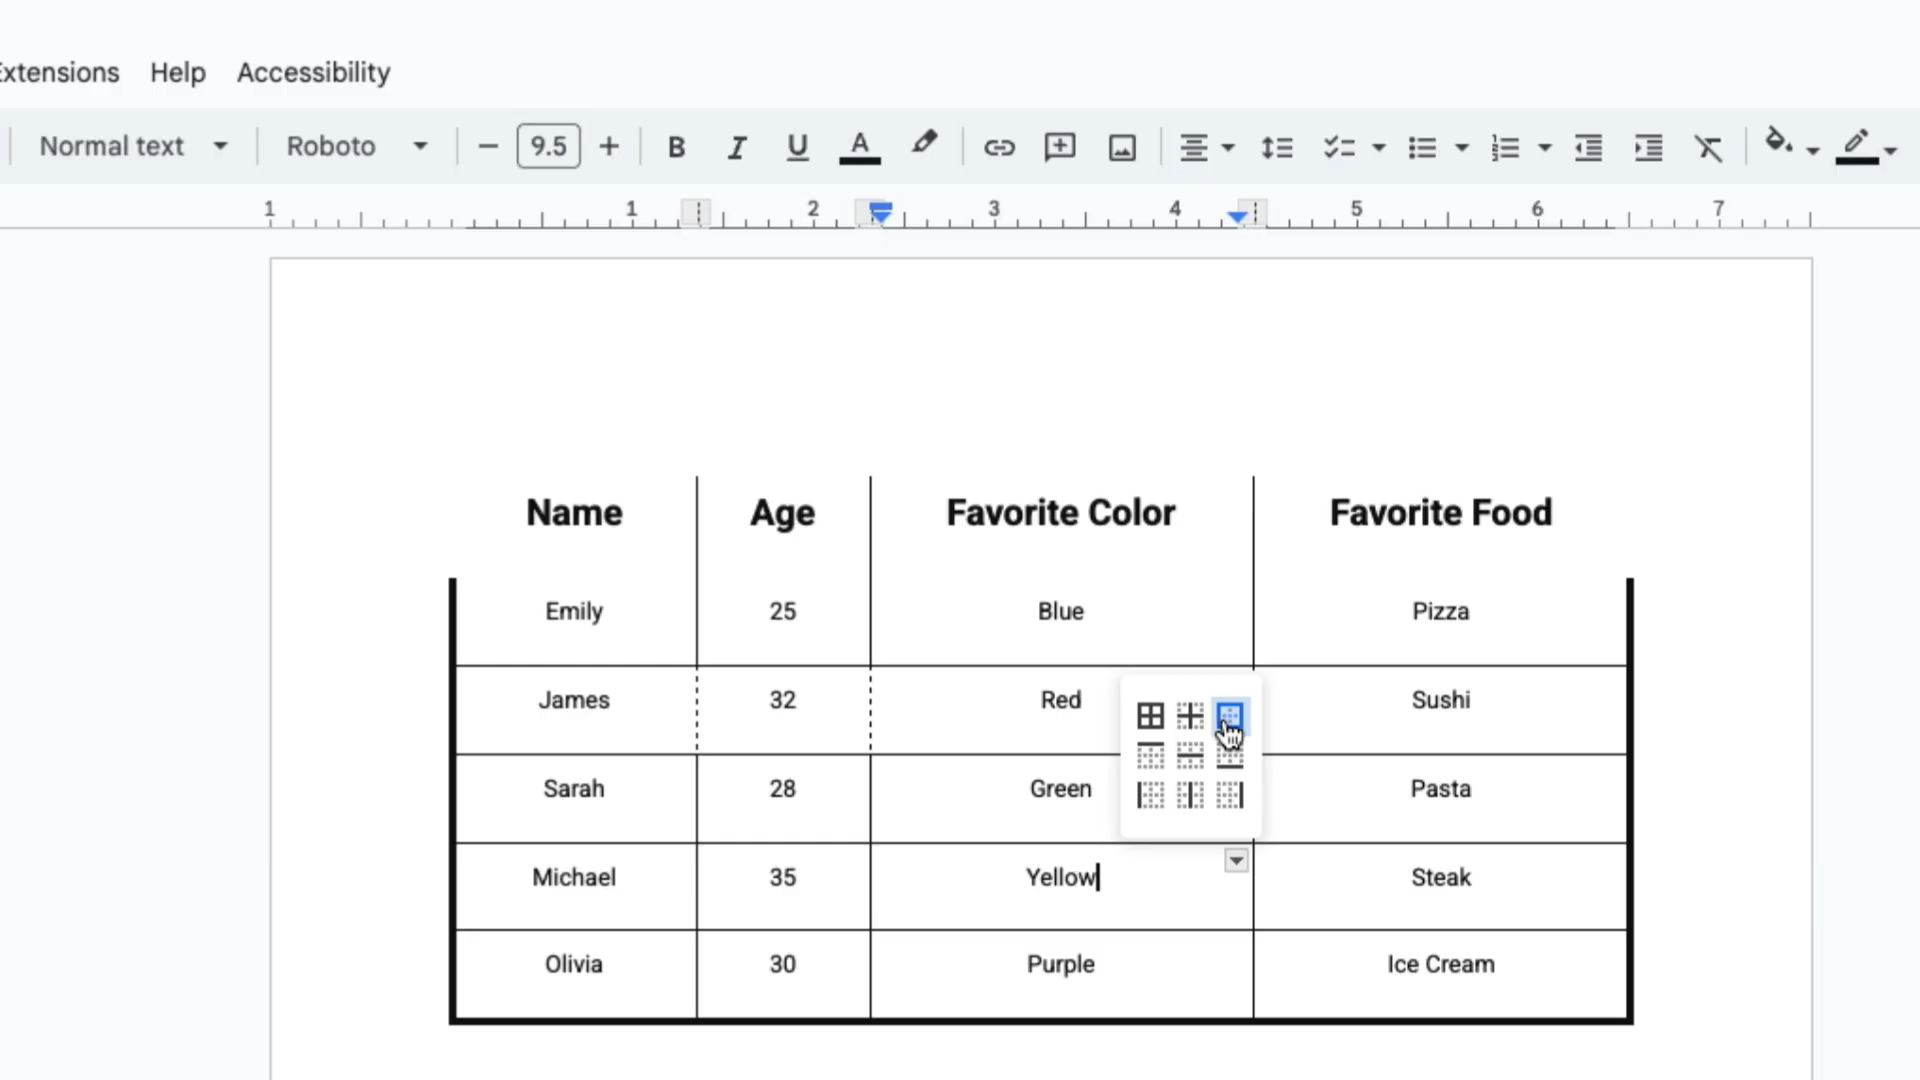 Extensions Help Accessibility
Normal text Roboto − 9.5 + B I U A
1 1 2 3 4 5 6 7
Name Age Favorite Color Favorite Food
Emily 25 Blue Pizza
James 32 Red Sushi
Sarah 28 Green Pasta
Michael 35 Yellow Steak
Olivia 30 Purple Ice Cream